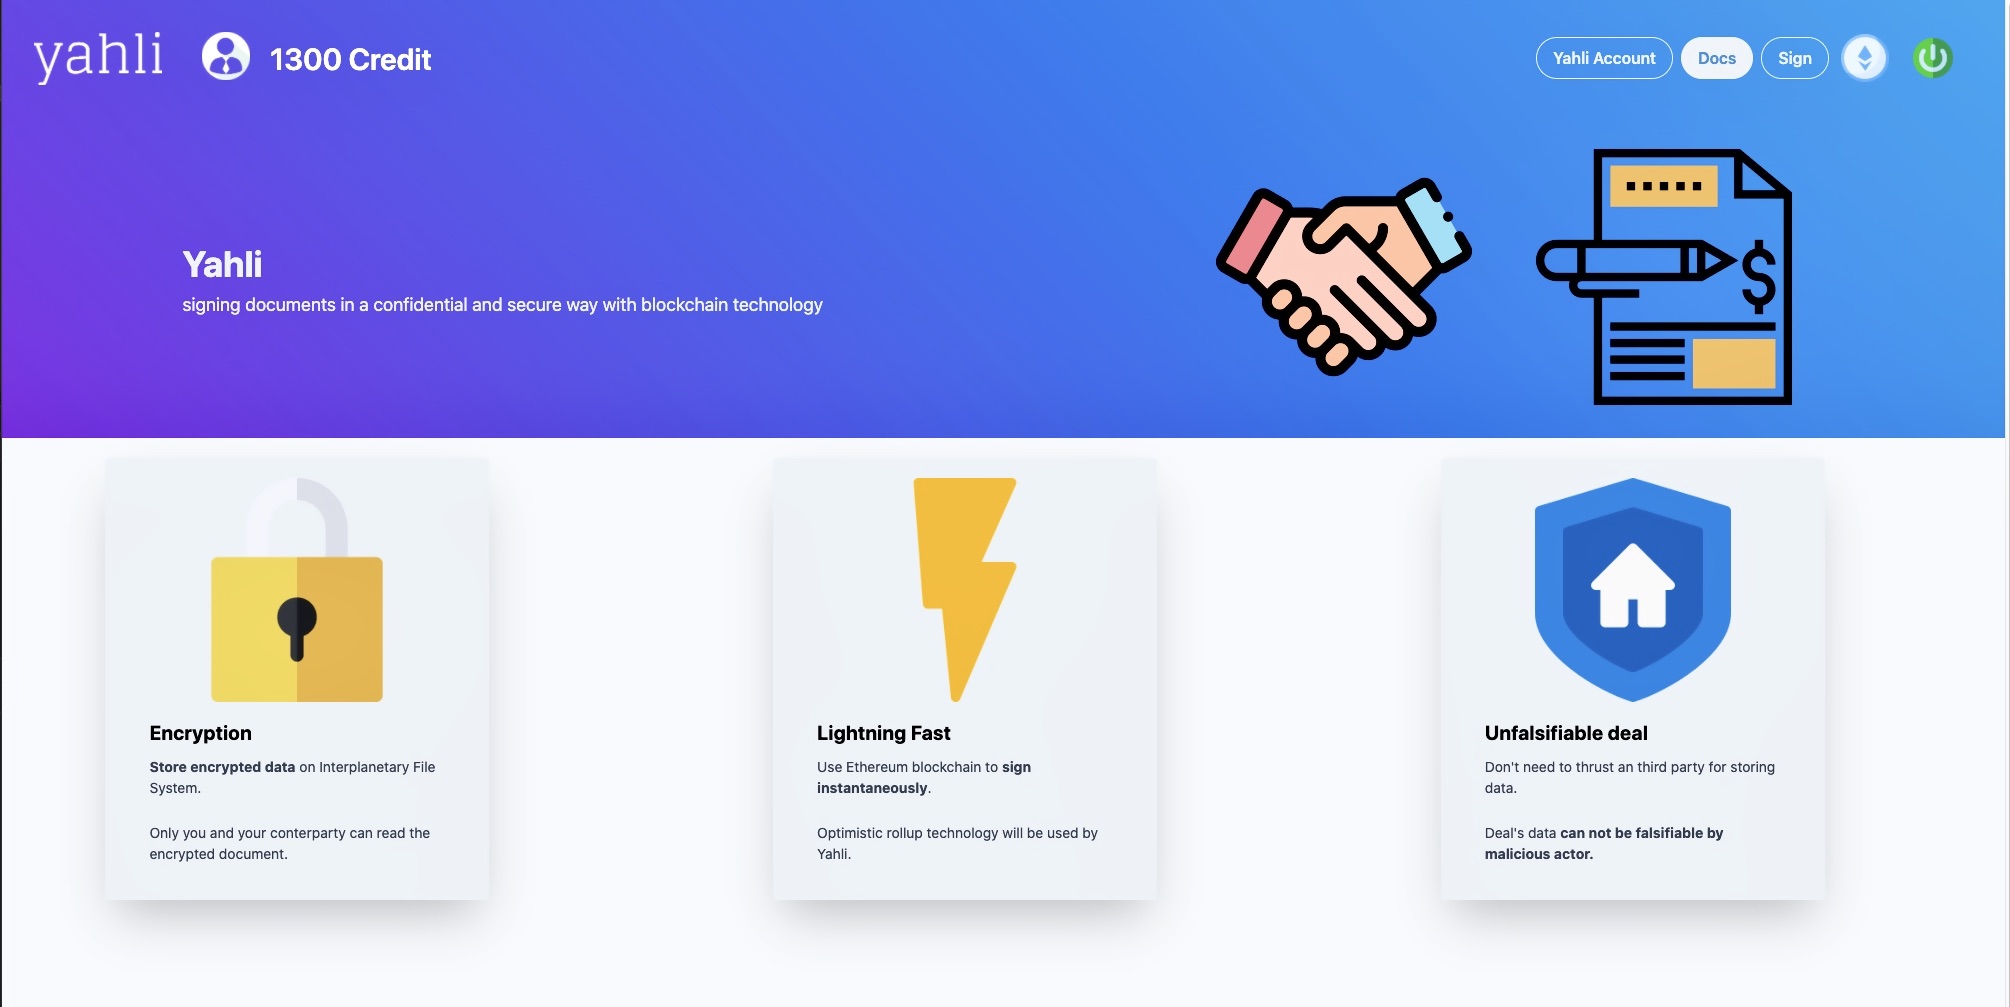 yahli
1300 Credit
Yahli Account
Docs
Sign
Yahli
signing documents in a confidential and secure way with blockchain technology
$
Encryption
Store encrypted data on Interplanetary File
System.
Only you and your conterparty can read the
encrypted document.
Lightning Fast
Use Ethereum blockchain to sign
instantaneously.
Optimistic rollup technology will be used by
Yahli.
Unfalsifiable deal
Don't need to thrust an third party for storing
data.
Deal's data can not be falsifiable by
malicious actor.